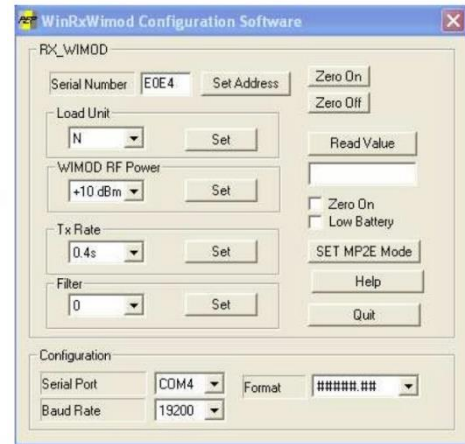 PEP WinRxWimod Configuration Software
RX_WIMOD
Serial Number E0E4 Set Address
Zero On
Zero Off
Load Unit
N Set
Read Value
WIMOD RF Power
+10 dBm Set
Zero On
Low Battery
Tx Rate
0.4s Set
SET MP2E Mode
Help
Filter
0 Set
Quit
Configuration
Serial Port COM4 Format #####.##
Baud Rate 19200